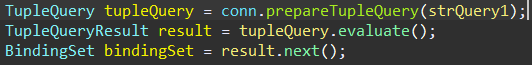 TupleQuery tupleQuery = conn.prepareTupleQuery(strQuery1);
TupleQueryResult result = tupleQuery.evaluate();
BindingSet bindingSet = result.next();